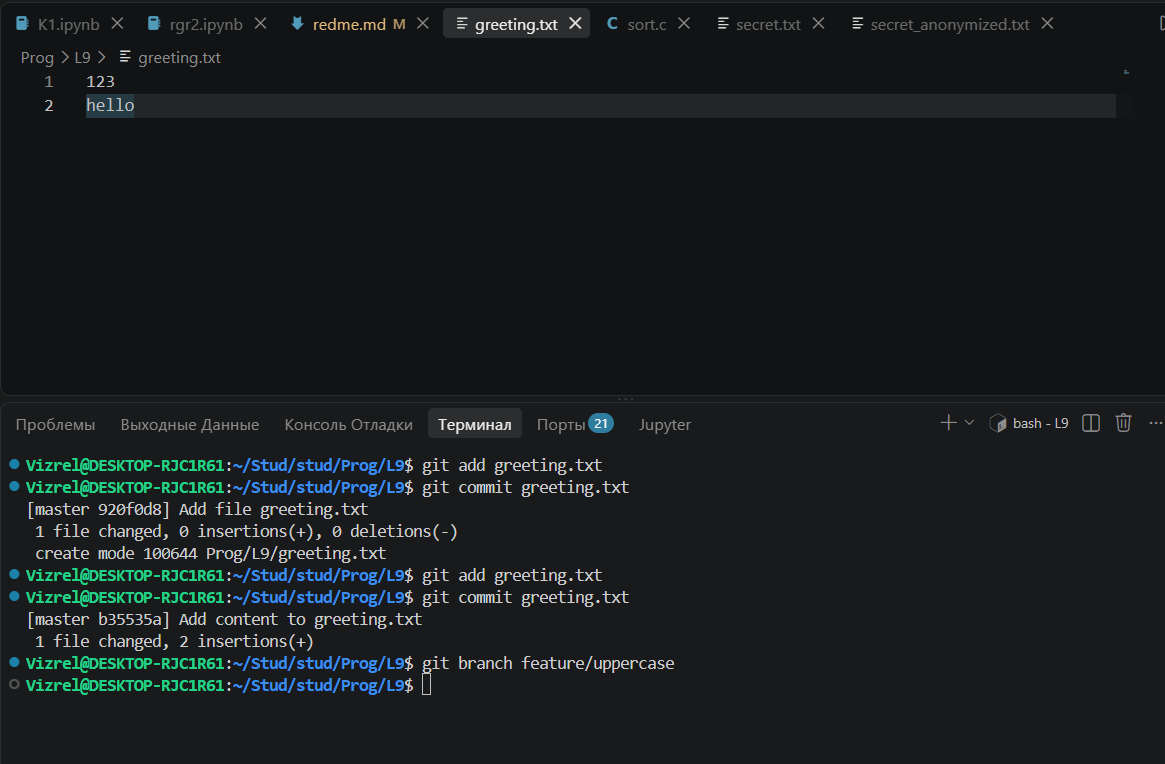 K1.ipynb rgr2.ipynb redme.md M greeting.txt C sort.c secret.txt secret_anonymized.txt
Prog > L9 > greeting.txt
1 123
2 hello
Проблемы Выходные Данные Консоль Отладки Терминал Порты 21 Jupyter bash - L9
Vizrel@DESKTOP-RJC1R61:~/Stud/stud/Prog/L9$ git add greeting.txt
Vizrel@DESKTOP-RJC1R61:~/Stud/stud/Prog/L9$ git commit greeting.txt
[master 920f0d8] Add file greeting.txt
1 file changed, 0 insertions(+), 0 deletions(-)
create mode 100644 Prog/L9/greeting.txt
Vizrel@DESKTOP-RJC1R61:~/Stud/stud/Prog/L9$ git add greeting.txt
Vizrel@DESKTOP-RJC1R61:~/Stud/stud/Prog/L9$ git commit greeting.txt
[master b35535a] Add content to greeting.txt
1 file changed, 2 insertions(+)
Vizrel@DESKTOP-RJC1R61:~/Stud/stud/Prog/L9$ git branch feature/uppercase
Vizrel@DESKTOP-RJC1R61:~/Stud/stud/Prog/L9$